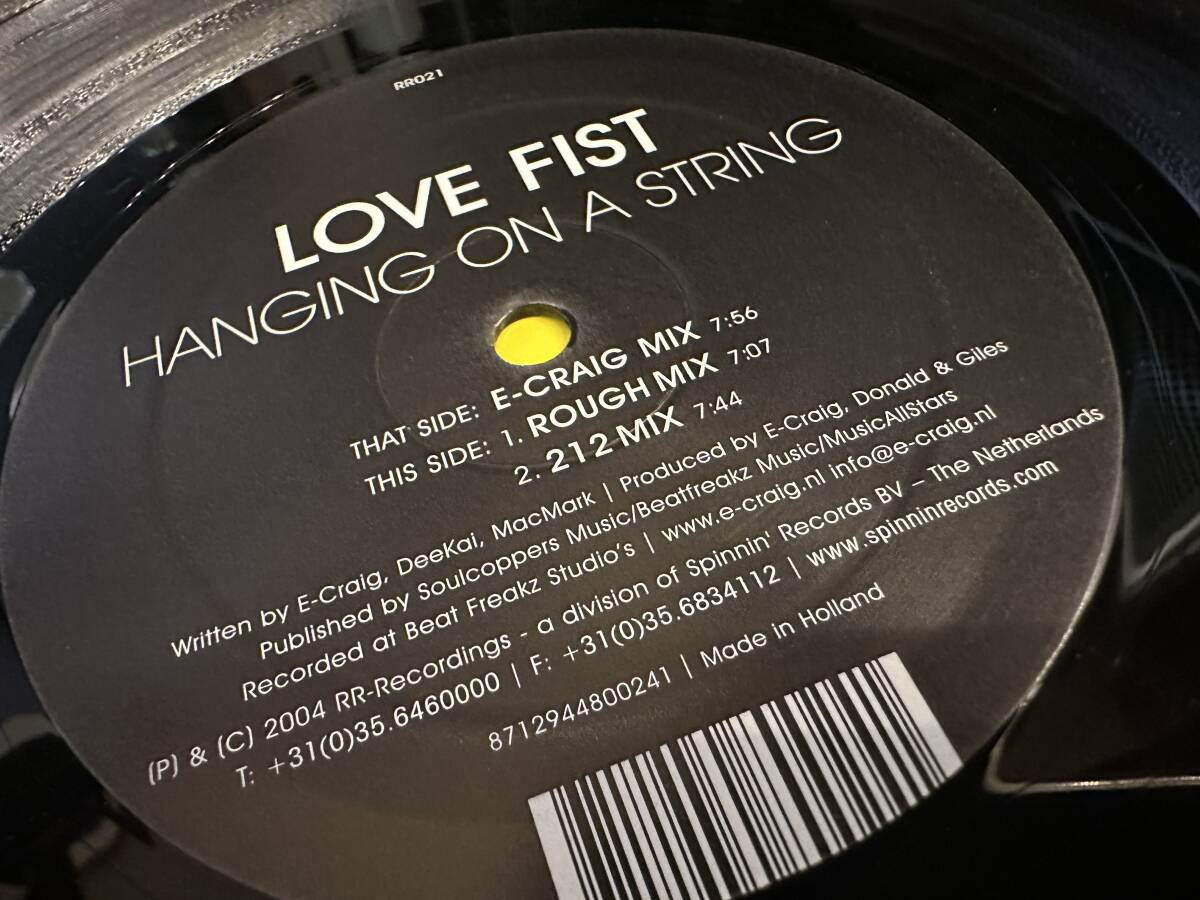 RR021
LOVE FIST
HANGING ON A STRING
THAT SIDE: E-CRAIG MIX 7:56
THIS SIDE: 1. ROUGH MIX 7:07
2. 212 MIX 7:44
Written by E-Craig, DeeKai, MacMark | Produced by E-Craig, Donald & Giles
Published by Soulcoppers Music/Beatfreakz Music/MusicAllStars
Recorded at Beat Freakz Studio's | www.e-craig.nl info@e-craig.nl
(P) & (C) 2004 RR-Recordings - a division of Spinnin' Records BV – The Netherlands
T: +31(0)35.6460000 | F: +31(0)35.6834112 | www.spinninrecords.com
8712944800241 | Made in Holland